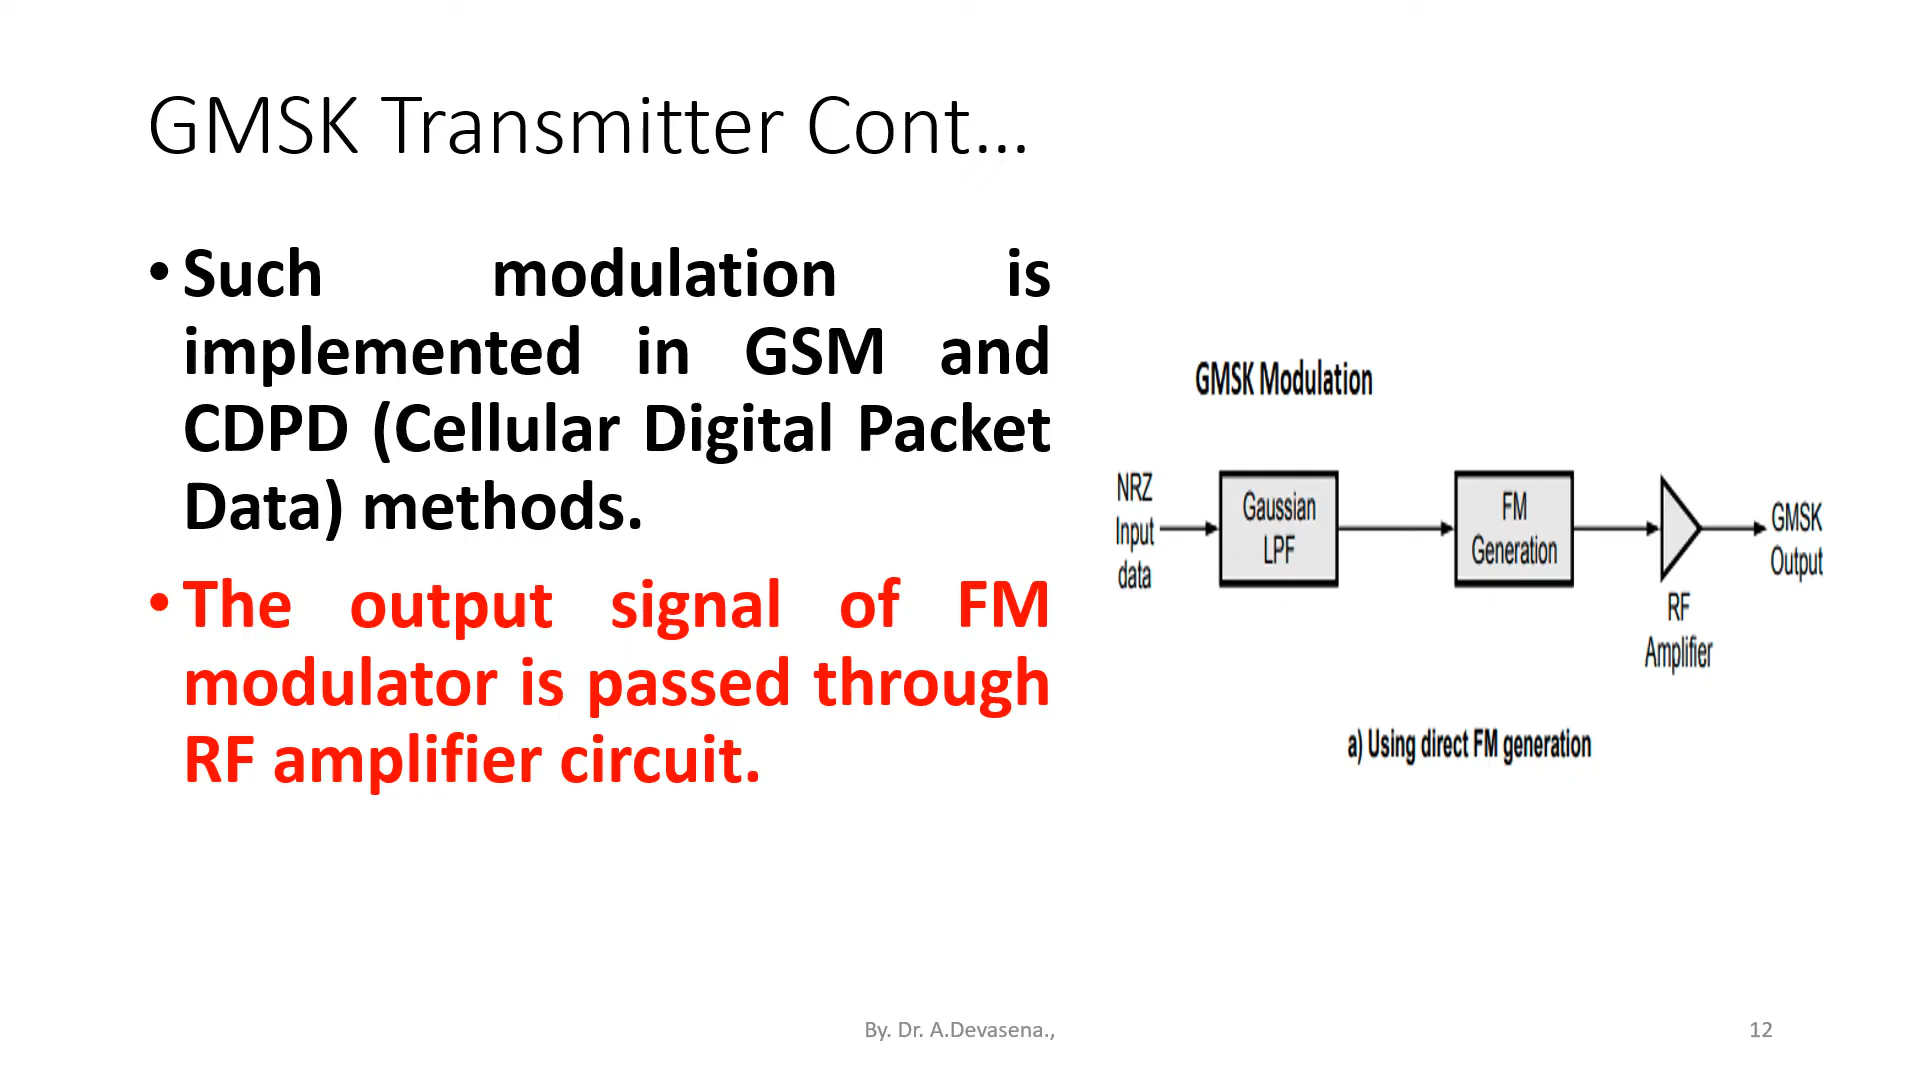 GMSK Transmitter Cont...
• Such modulation is
implemented in GSM and
CDPD (Cellular Digital Packet
Data) methods.
• The output signal of FM
modulator is passed through
RF amplifier circuit.
GMSK Modulation
NRZ
Input
data
Gaussian
LPF
FM
Generation
RF
Amplifier
GMSK
Output
a) Using direct FM generation
By. Dr. A.Devasena.,
12